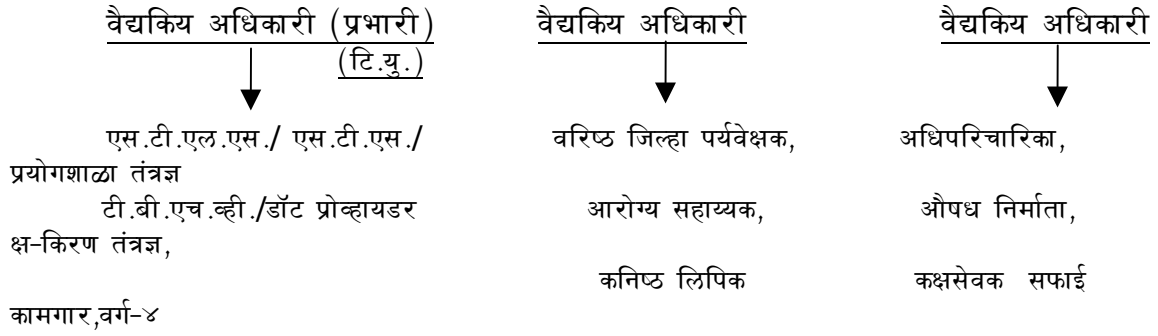 वैद्यकिय अधिकारी (प्रभारी) वैद्यकिय अधिकारी वैद्यकिय अधिकारी
(टि.यु.)
एस.टी.एल.एस./ एस.टी.एस./ वरिष्ठ जिल्हा पर्यवेक्षक, अधिपरिचारिका,
प्रयोगशाळा तंत्रज्ञ
टी.बी.एच.व्ही./डॉट प्रोव्हायडर आरोग्य सहाय्यक, औषध निर्माता,
क्ष-किरण तंत्रज्ञ,
कनिष्ठ लिपिक कक्षसेवक सफाई
कामगार,वर्ग-४